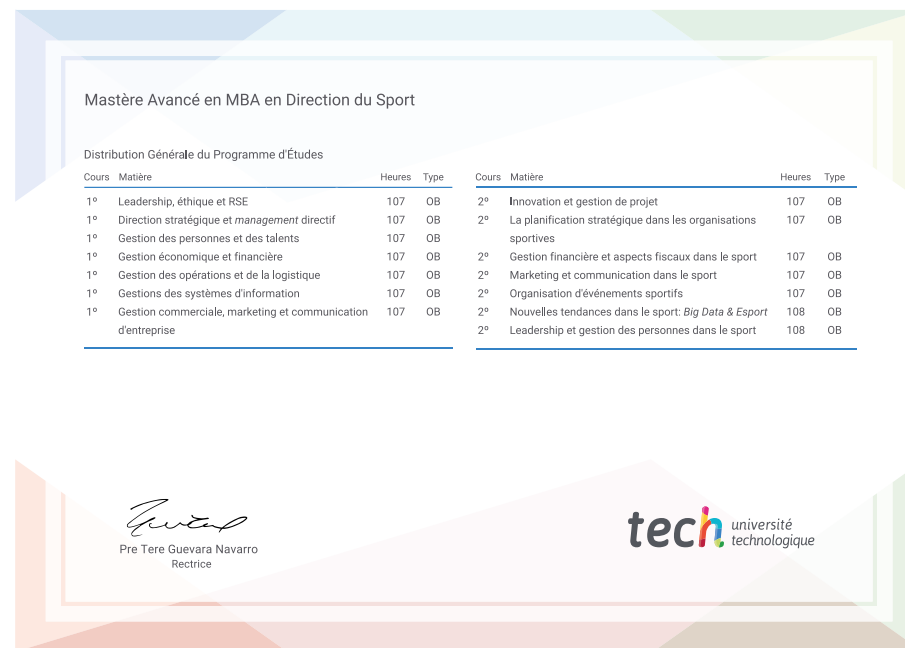 Mastère Avancé en MBA en Direction du Sport
Distribution Générale du Programme d'Études
Cours Matière Heures Type
1º Leadership, éthique et RSE 107 OB
1º Direction stratégique et management directif 107 OB
1º Gestion des personnes et des talents 107 OB
1º Gestion économique et financière 107 OB
1º Gestion des opérations et de la logistique 107 OB
1º Gestions des systèmes d'information 107 OB
1º Gestion commerciale, marketing et communication 107 OB
d'entreprise
Cours Matière Heures Type
2º Innovation et gestion de projet 107 OB
2º La planification stratégique dans les organisations 107 OB
sportives
2º Gestion financière et aspects fiscaux dans le sport 107 OB
2º Marketing et communication dans le sport 107 OB
2º Organisation d'événements sportifs 107 OB
2º Nouvelles tendances dans le sport: Big Data & Esport 108 OB
2º Leadership et gestion des personnes dans le sport 108 OB
Pre Tere Guevara Navarro
Rectrice
tech université
technologique